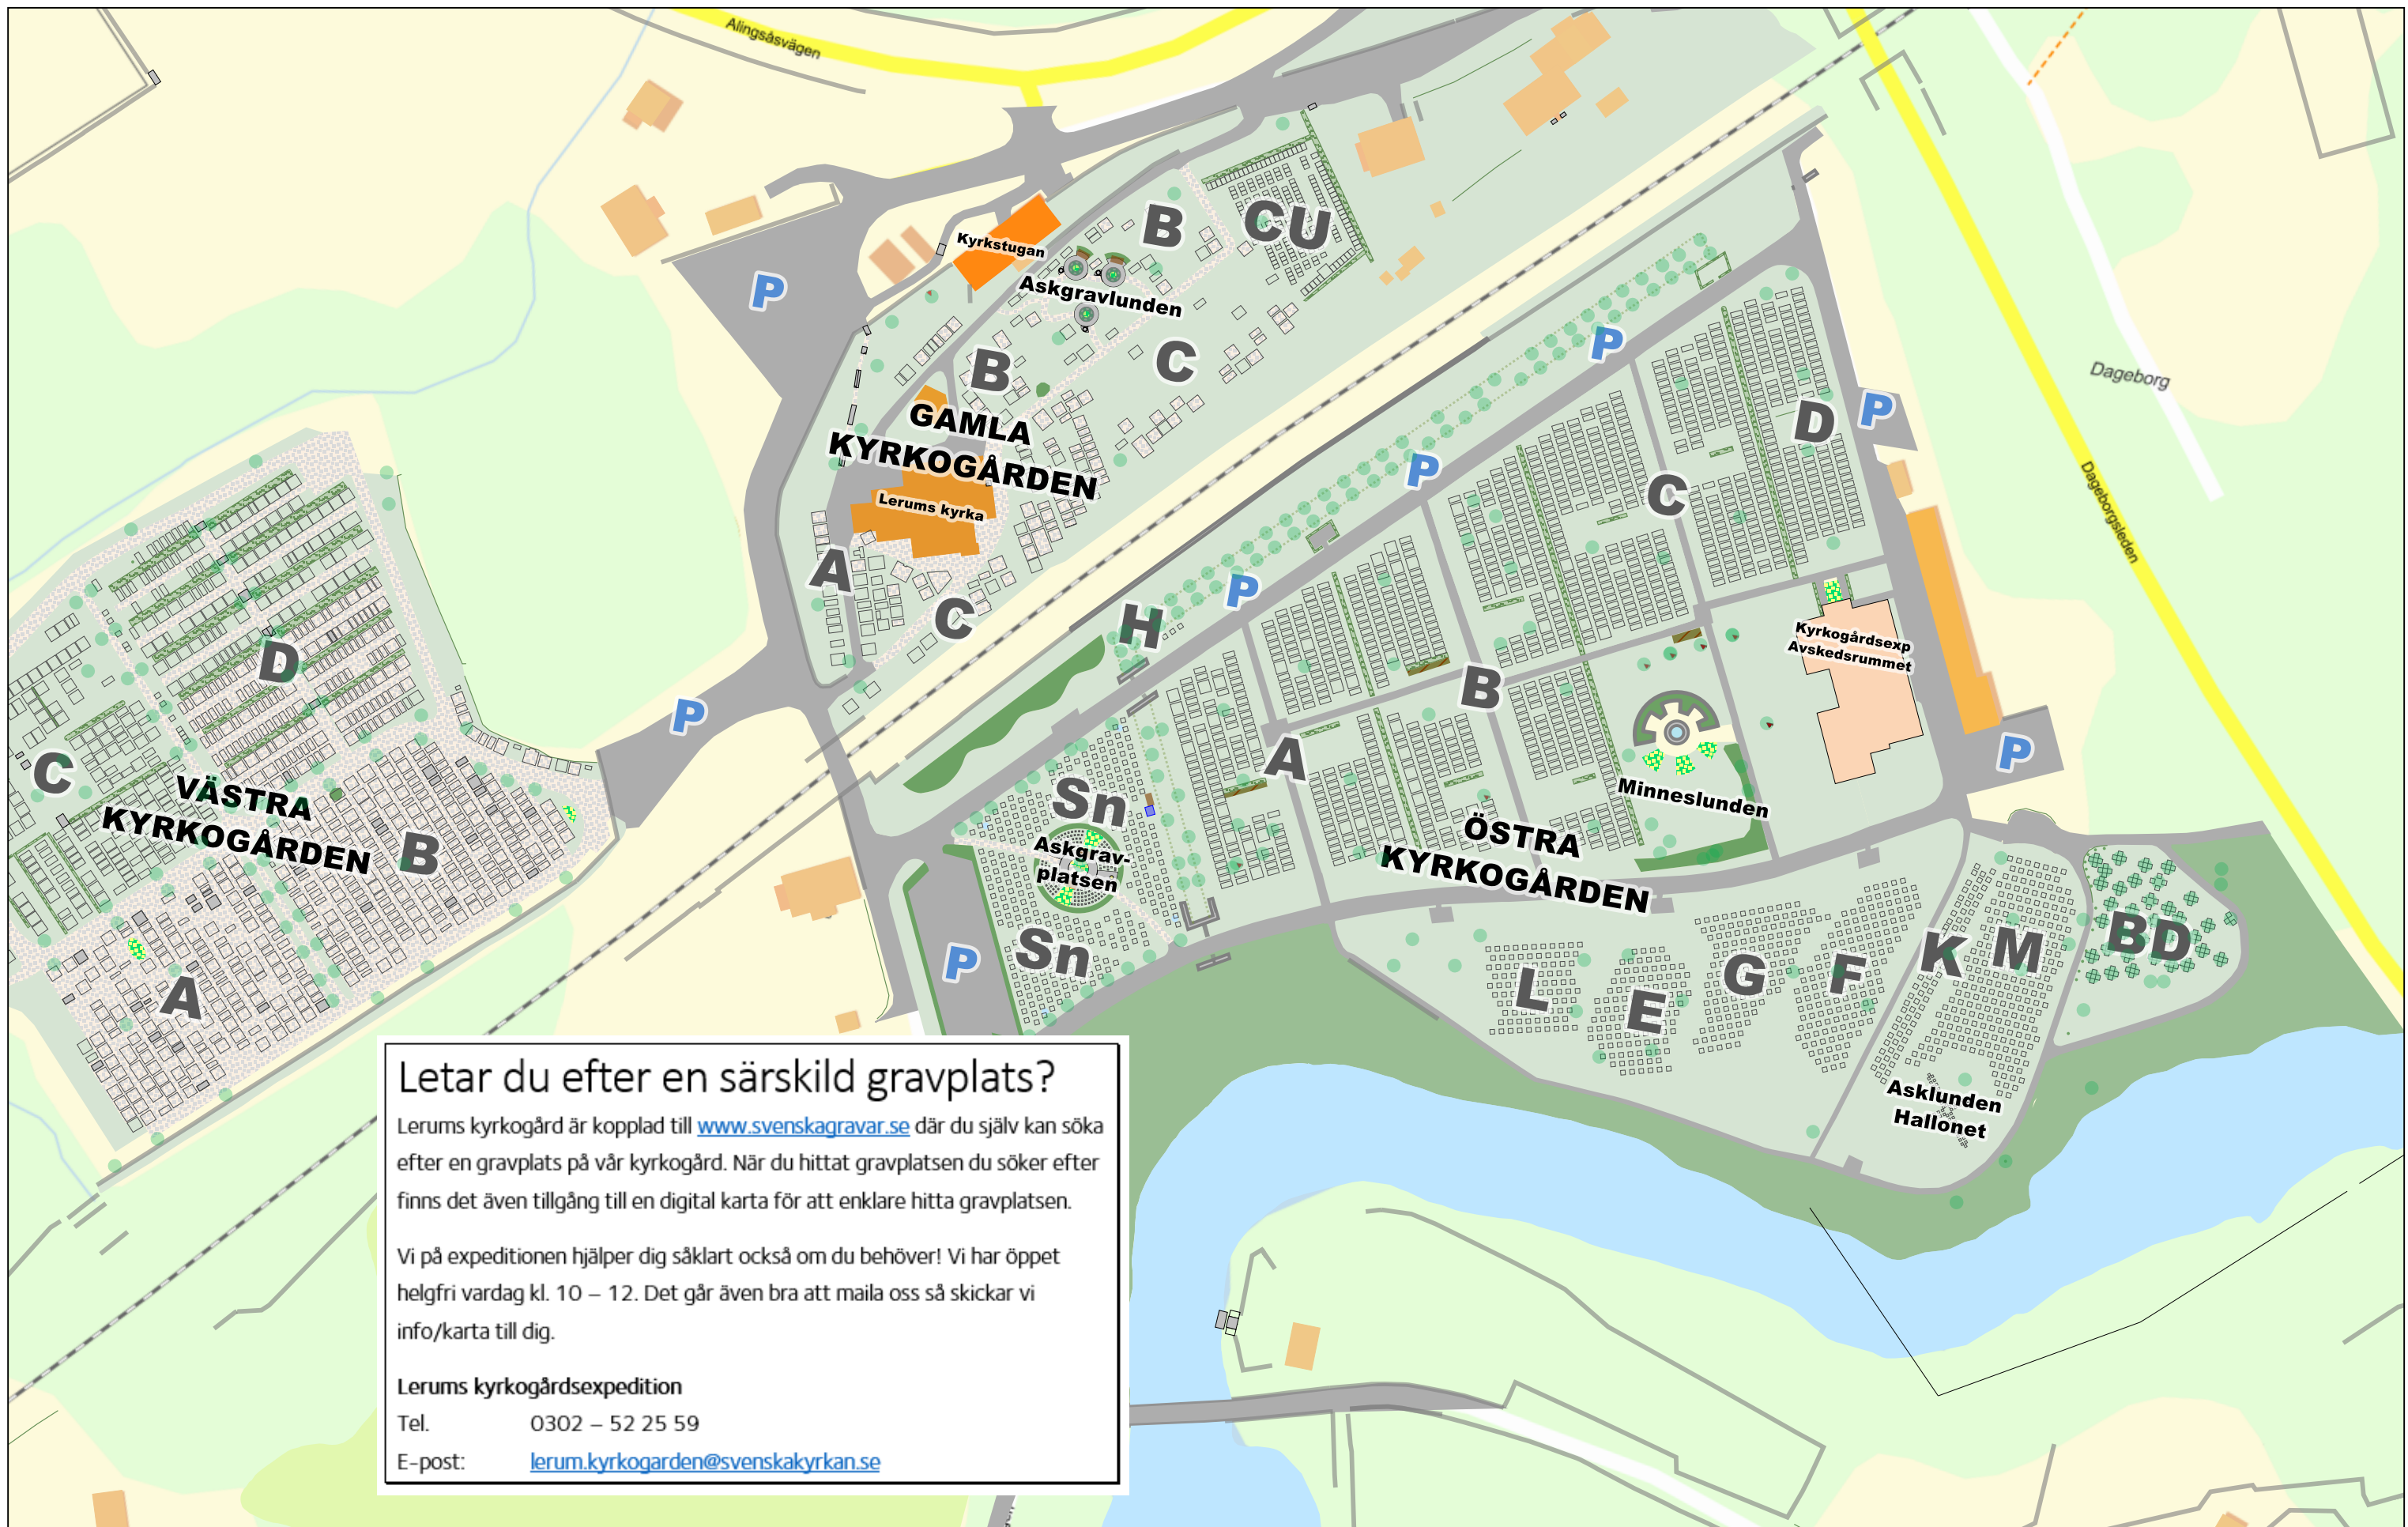 Alingsåsvägen
B
CU
Kyrkstugan
P
Askgravlunden
P
B
C
Dageborg
P
D
GAMLA
KYRKOGÅRDEN
P
C
Lerums kyrka
Dageborgsleden
A
P
C
H
Kyrkogårdsexp
Avskedsrummet
D
B
P
P
C
A
VÄSTRA
KYRKOGÅRDEN
Minneslunden
Sn
B
ÖSTRA
KYRKOGÅRDEN
Askgrav-
platsen
BD
Sn
P
K
M
G
F
L
E
A
Asklunden
Hallonet
Letar du efter en särskild gravplats?
Lerums kyrkogård är kopplad till www.svenskagravar.se där du själv kan söka
efter en gravplats på vår kyrkogård. När du hittat gravplatsen du söker efter
finns det även tillgång till en digital karta för att enklare hitta gravplatsen.
Vi på expeditionen hjälper dig såklart också om du behöver! Vi har öppet
helgfri vardag kl. 10 – 12. Det går även bra att maila oss så skickar vi
info/karta till dig.
Lerums kyrkogårdsexpedition
Tel. 0302 – 52 25 59
E-post: lerum.kyrkogarden@svenskakyrkan.se